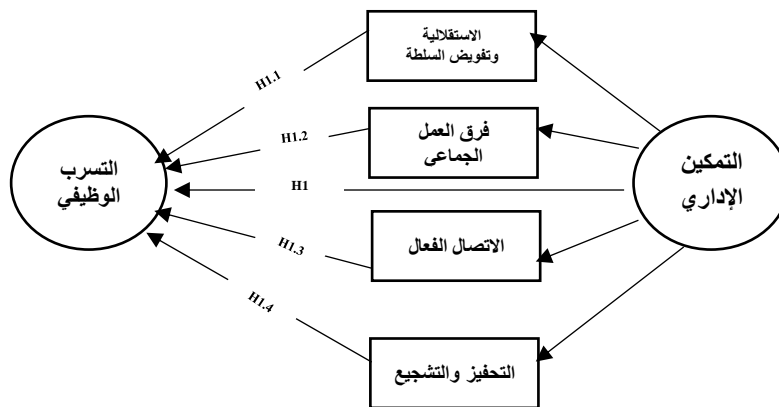 الاستقلالية
وتفويض السلطة
H1.1
فرق العمل
الجماعى
H1.2
التمكين
الإداري
H1
التسرب
الوظيفي
الاتصال الفعال
H1.3
التحفيز والتشجيع
H1.4